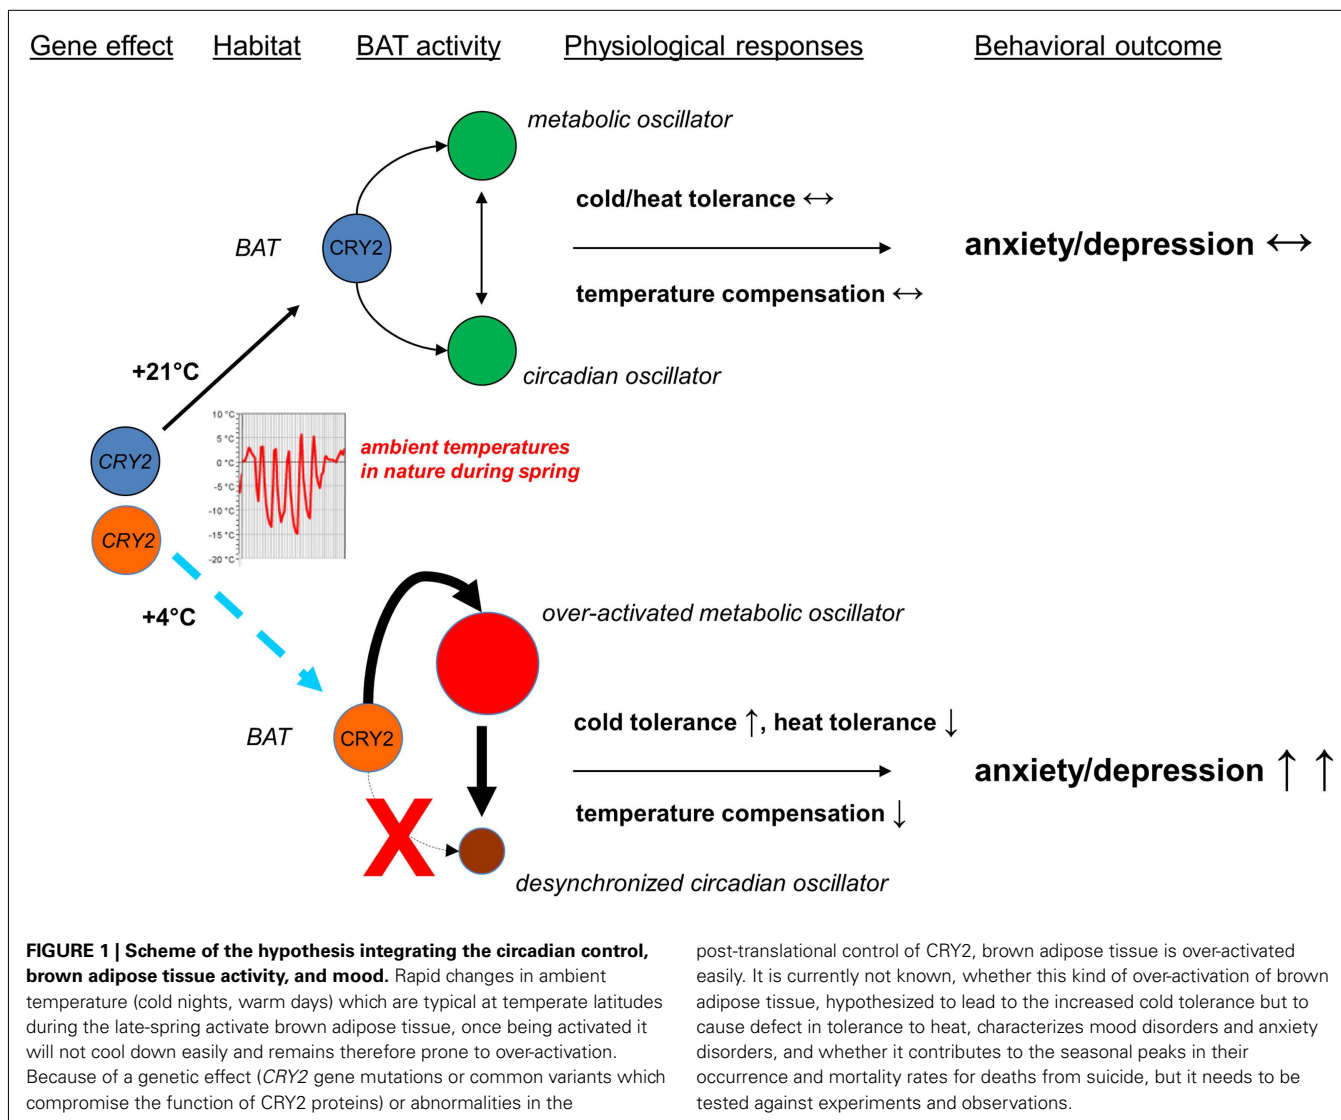 Gene effect Habitat BAT activity Physiological responses Behavioral outcome
metabolic oscillator
cold/heat tolerance ↔
BAT CRY2 anxiety/depression ↔
temperature compensation ↔
+21°C circadian oscillator
10 °C
5 °C
0 °C
-5 °C
-10 °C
-15 °C
-20 °C
ambient temperatures
in nature during spring
CRY2
CRY2
+4°C
over-activated metabolic oscillator
cold tolerance ↑, heat tolerance ↓
BAT CRY2 anxiety/depression ↑ ↑
temperature compensation ↓
X
desynchronized circadian oscillator
FIGURE 1 | Scheme of the hypothesis integrating the circadian control,
brown adipose tissue activity, and mood. Rapid changes in ambient
temperature (cold nights, warm days) which are typical at temperate latitudes
during the late-spring activate brown adipose tissue, once being activated it
will not cool down easily and remains therefore prone to over-activation.
Because of a genetic effect (CRY2 gene mutations or common variants which
compromise the function of CRY2 proteins) or abnormalities in the
post-translational control of CRY2, brown adipose tissue is over-activated
easily. It is currently not known, whether this kind of over-activation of brown
adipose tissue, hypothesized to lead to the increased cold tolerance but to
cause defect in tolerance to heat, characterizes mood disorders and anxiety
disorders, and whether it contributes to the seasonal peaks in their
occurrence and mortality rates for deaths from suicide, but it needs to be
tested against experiments and observations.